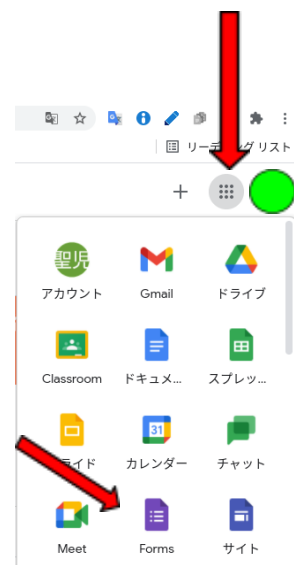 リーディング リスト
聖児
アカウント
Gmail
ドライブ
Classroom
ドキュメ...
スプレッ...
31
イド
カレンダー
チャット
Meet
Forms
サイト